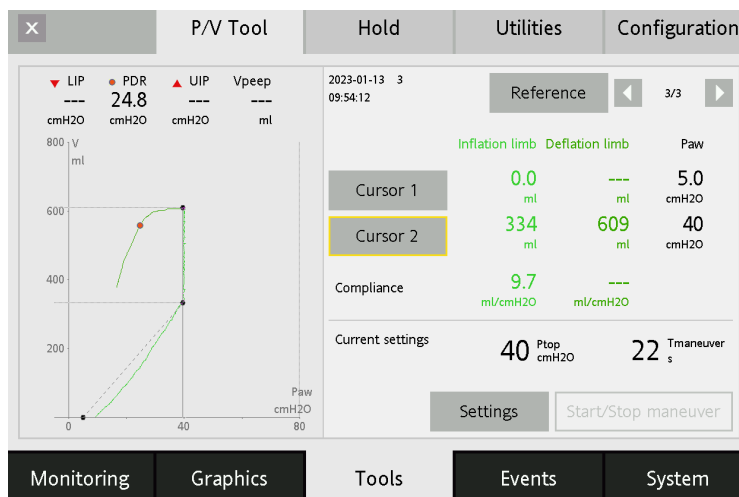 X P/V Tool Hold Utilities Configuration
LIP PDR UIP Vpeep
--- 24.8 --- ---
cmH2O cmH2O cmH2O ml
800 V
ml
600
400
200
Paw
cmH2O
0 40 80
2023-01-13 3
09:54:12
Reference 3/3
Inflation limb Deflation limb Paw
Cursor 1 0.0 --- 5.0
ml ml cmH2O
Cursor 2 334 609 40
ml ml cmH2O
Compliance 9.7 ---
ml/cmH2O ml/cmH2O
Current settings 40 Ptop cmH2O 22 Tmaneuver s
Settings Start/Stop maneuver
Monitoring Graphics Tools Events System